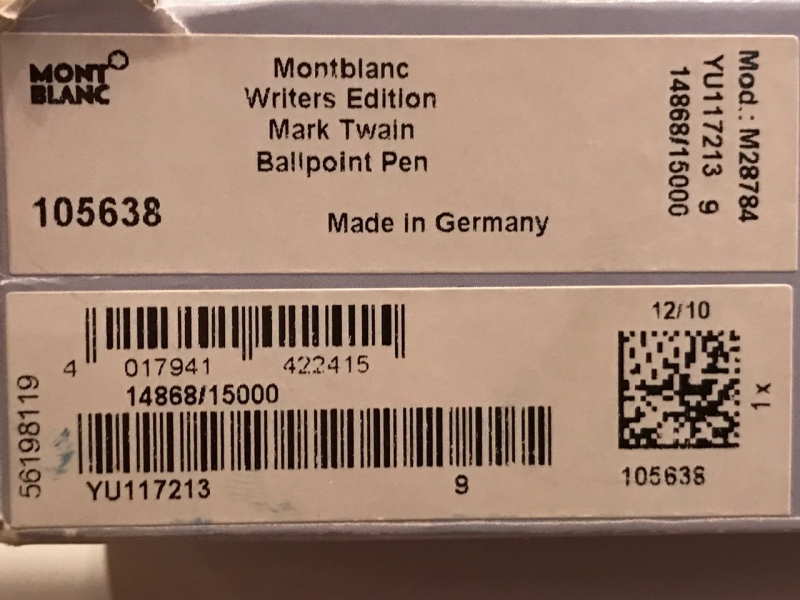 MONT
BLANC
Montblanc
Writers Edition
Mark Twain
Ballpoint Pen
105638
Made in Germany
Mod.: M28784
YU117213 9
14868/15000
12/10
4 017941 422415
14868/15000
1 x
56198119
YU117213 9
105638